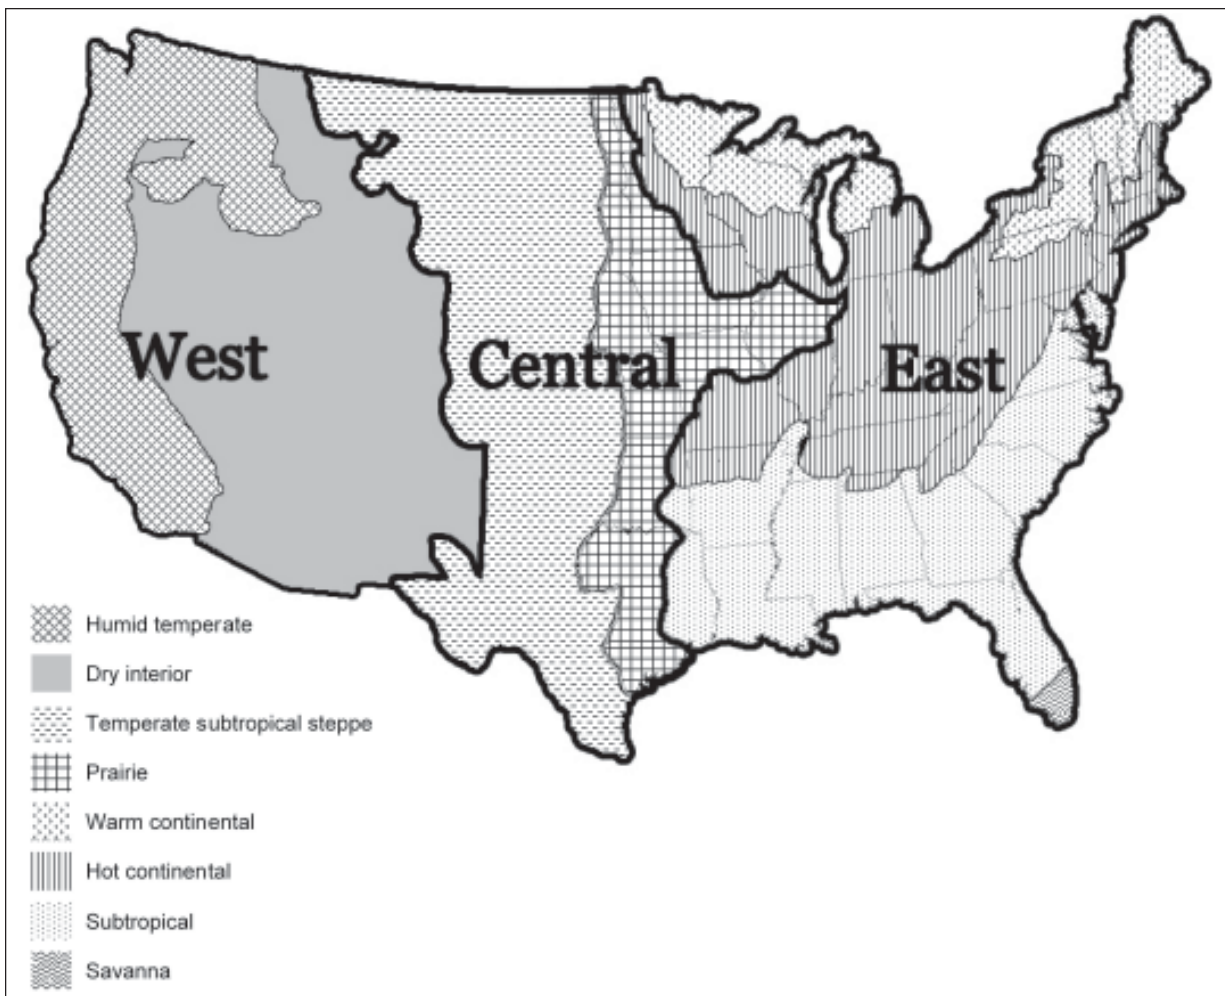 West
Central
East
Humid temperate
Dry interior
Temperate subtropical steppe
Prairie
Warm continental
Hot continental
Subtropical
Savanna